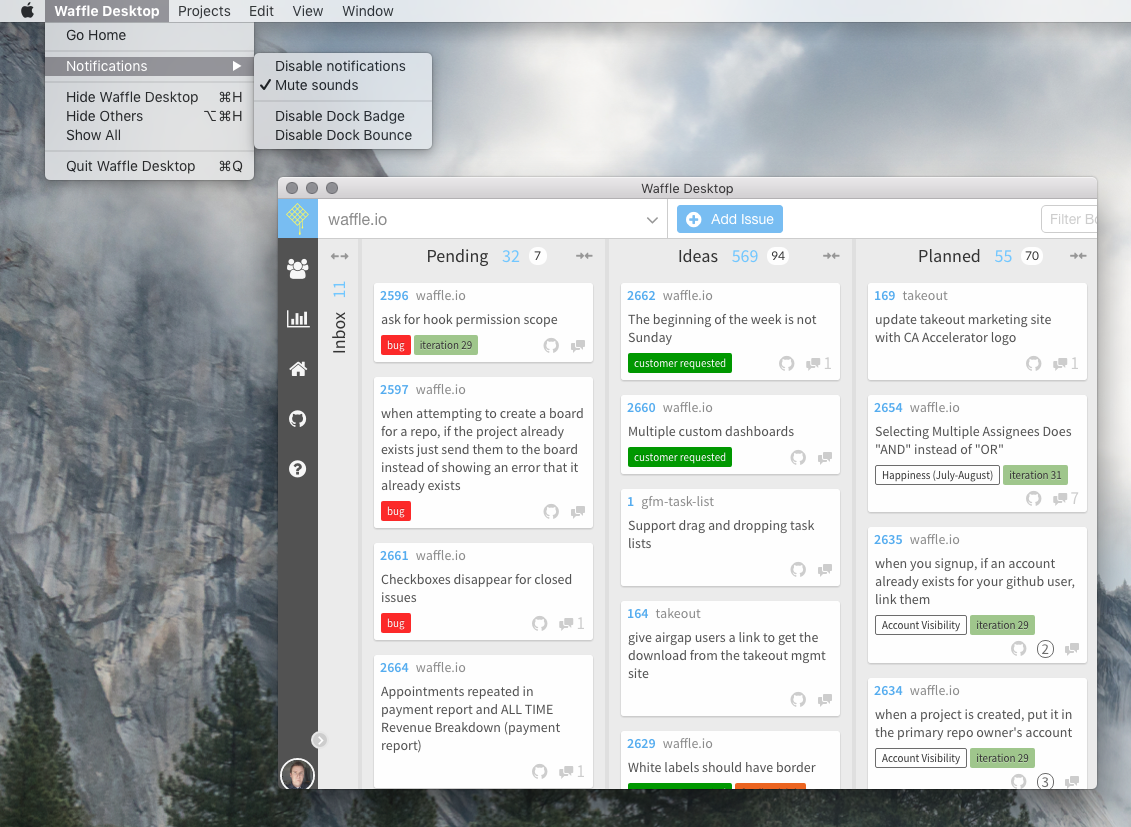 Waffle Desktop Projects Edit View Window
Go Home
Notifications
Hide Waffle Desktop ⌘H
Hide Others ⌥⌘H
Show All
Quit Waffle Desktop ⌘Q
Disable notifications
✓ Mute sounds
Disable Dock Badge
Disable Dock Bounce
Waffle Desktop
waffle.io
Add Issue
Filter
Inbox 11
Pending 32 7
2596 waffle.io
ask for hook permission scope
bug iteration 29
2597 waffle.io
when attempting to create a board
for a repo, if the project already
exists just send them to the board
instead of showing an error that it
already exists
bug
2661 waffle.io
Checkboxes disappear for closed
issues
bug
1
2664 waffle.io
Appointments repeated in
payment report and ALL TIME
Revenue Breakdown (payment
report)
1
Ideas 569 94
2662 waffle.io
The beginning of the week is not
Sunday
customer requested
1
2660 waffle.io
Multiple custom dashboards
customer requested
1 gfm-task-list
Support drag and dropping task
lists
164 takeout
give airgap users a link to get the
download from the takeout mgmt
site
2629 waffle.io
White labels should have border
Planned 55 70
169 takeout
update takeout marketing site
with CA Accelerator logo
1
2654 waffle.io
Selecting Multiple Assignees Does
"AND" instead of "OR"
Happiness (July-August) iteration 31
7
2635 waffle.io
when you signup, if an account
already exists for your github user,
link them
Account Visibility iteration 29
2
2634 waffle.io
when a project is created, put it in
the primary repo owner's account
Account Visibility iteration 29
3